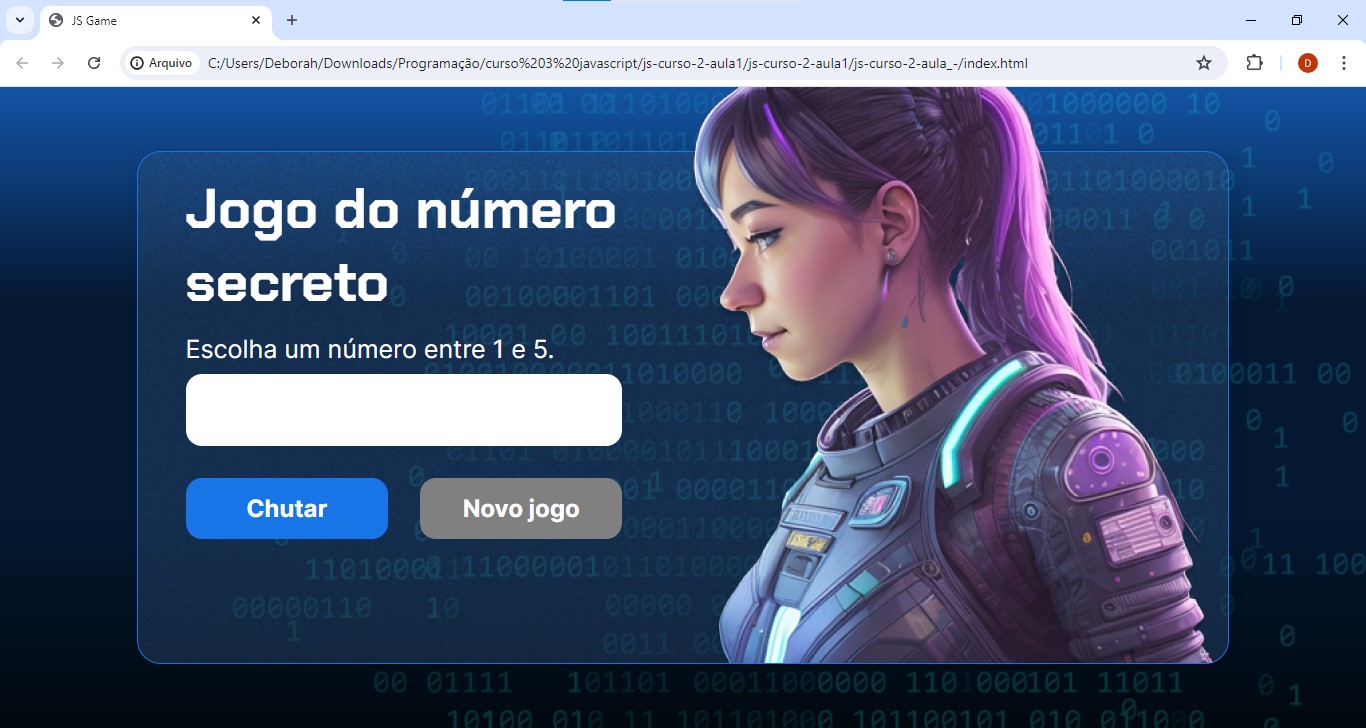 JS Game
Arquivo
C:/Users/Deborah/Downloads/Programação/curso%203%20javascript/js-curso-2-aula1/js-curso-2-aula1/js-curso-2-aula_-/index.html
D
Jogo do número
secreto
Escolha um número entre 1 e 5.
Chutar
Novo jogo